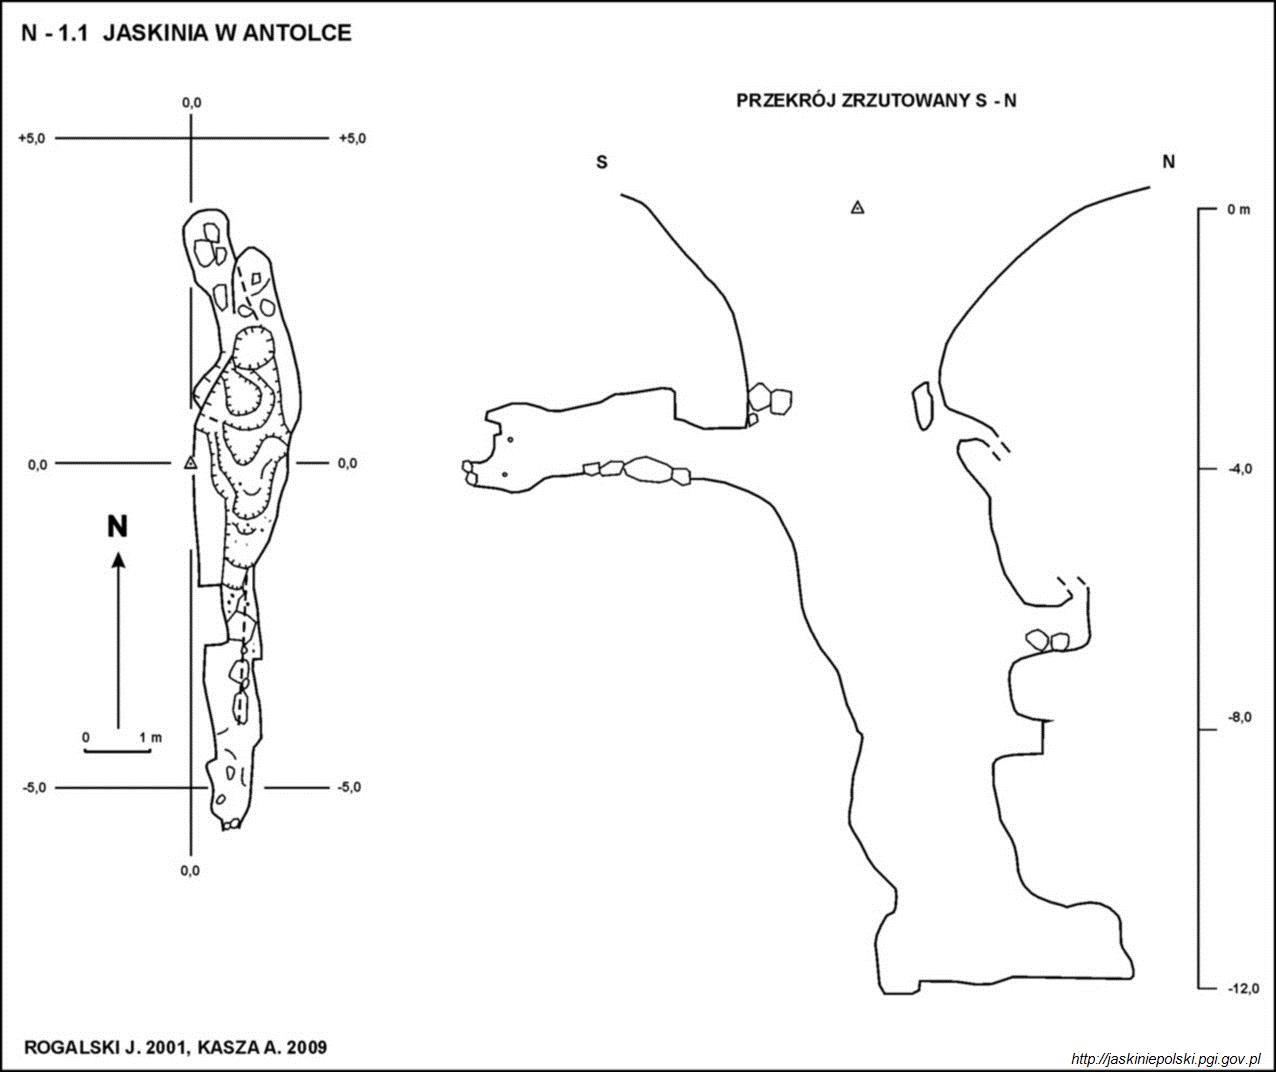 N - 1.1 JASKINIA W ANTOLCE
PRZEKRÓJ ZRZUTOWANY S - N
0,0
+5,0 +5,0
S N
0 m
0,0 0,0
-4,0
N
0 1 m
-8,0
-5,0 -5,0
0,0
-12,0
ROGALSKI J. 2001, KASZA A. 2009
http://jaskiniepolski.pgi.gov.pl